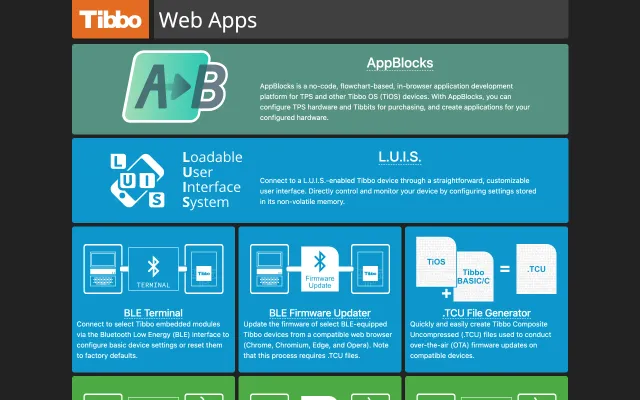 Tibbo Web Apps
A B
AppBlocks
AppBlocks is a no-code, flowchart-based, in-browser application development
platform for TPS and other Tibbo OS (TiOS) devices. With AppBlocks, you can
configure TPS hardware and Tibbits for purchasing, and create applications for your
configured hardware.
L
U I
S
Loadable
User
Interface
System
L.U.I.S.
Connect to a L.U.I.S.-enabled Tibbo device through a straightforward, customizable
user interface. Directly control and monitor your device by configuring settings stored
in its non-volatile memory.
TERMINAL
Tibbo
BLE Terminal
Connect to select Tibbo embedded modules
via the Bluetooth Low Energy (BLE) interface to
configure basic device settings or reset them
to factory defaults.
Firmware
Update
Tibbo
BLE Firmware Updater
Update the firmware of select BLE-equipped
Tibbo devices from a compatible web browser
(Chrome, Chromium, Edge, and Opera). Note
that this process requires .TCU files.
TiOS
+
Tibbo
BASIC/C
=
.TCU
.TCU File Generator
Quickly and easily create Tibbo Composite
Uncompressed (.TCU) files used to conduct
over-the-air (OTA) firmware updates on
compatible devices.